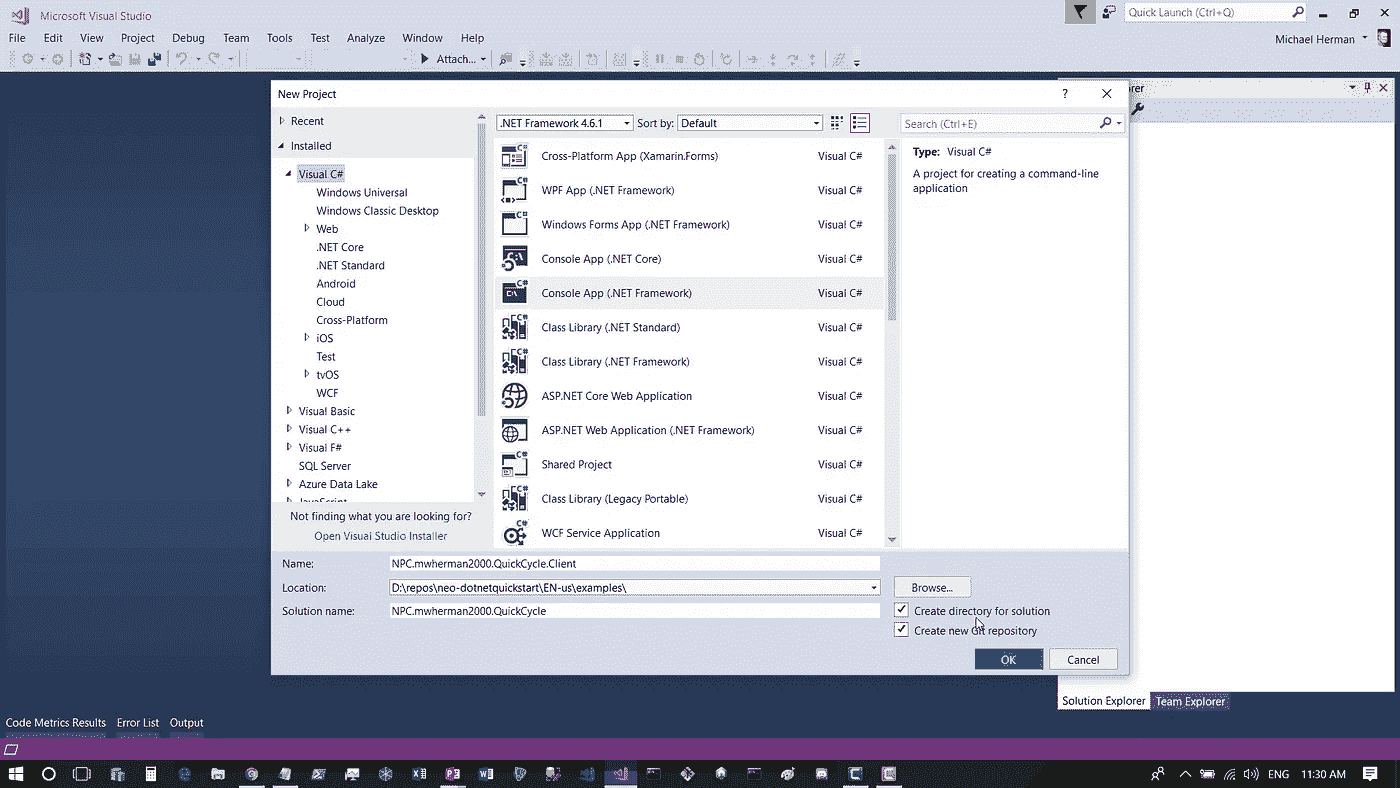 Microsoft Visual Studio
Quick Launch (Ctrl+Q)
File Edit View Project Debug Team Tools Test Analyze Window Help
Michael Herman
Attach...
New Project
?
Recent
Installed
Visual C#
Windows Universal
Windows Classic Desktop
Web
.NET Core
.NET Standard
Android
Cloud
Cross-Platform
iOS
Test
tvOS
WCF
Visual Basic
Visual C++
Visual F#
SQL Server
Azure Data Lake
JavaScript
Not finding what you are looking for?
Open Visual Studio Installer
.NET Framework 4.6.1 Sort by: Default
Cross-Platform App (Xamarin.Forms) Visual C#
WPF App (.NET Framework) Visual C#
Windows Forms App (.NET Framework) Visual C#
Console App (.NET Core) Visual C#
Console App (.NET Framework) Visual C#
Class Library (.NET Standard) Visual C#
Class Library (.NET Framework) Visual C#
ASP.NET Core Web Application Visual C#
ASP.NET Web Application (.NET Framework) Visual C#
Shared Project Visual C#
Class Library (Legacy Portable) Visual C#
WCF Service Application Visual C#
Search (Ctrl+E)
Type: Visual C#
A project for creating a command-line
application
Name: NPC.mwherman2000.QuickCycle.Client
Location: D:\repos\neo-dotnetquickstart\EN-us\examples\
Browse...
Solution name: NPC.mwherman2000.QuickCycle
Create directory for solution
Create new Git repository
OK Cancel
orer
Solution Explorer Team Explorer
Code Metrics Results Error List Output
ENG 11:30 AM